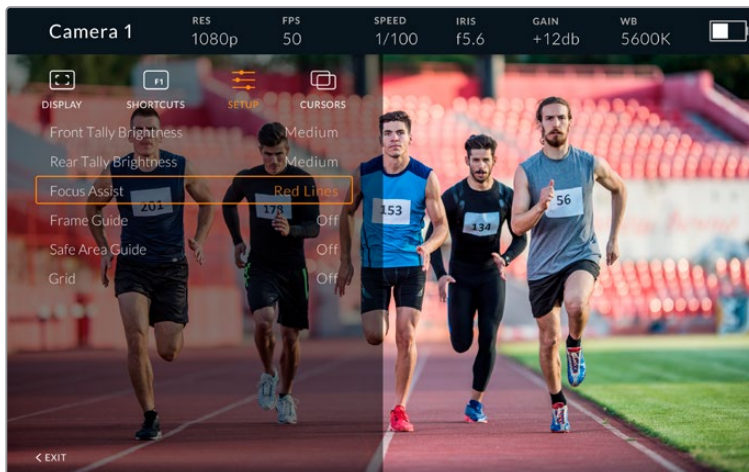 Camera 1
RES FPS SPEED IRIS GAIN WB
1080p 50 1/100 f5.6 +12db 5600K
F1
DISPLAY SHORTCUTS SETUP CURSORS
Front Tally Brightness Medium
Rear Tally Brightness Medium
Focus Assist Red Lines
Frame Guide Off
Safe Area Guide Off
Grid Off
201 178 153 134 56
< EXIT